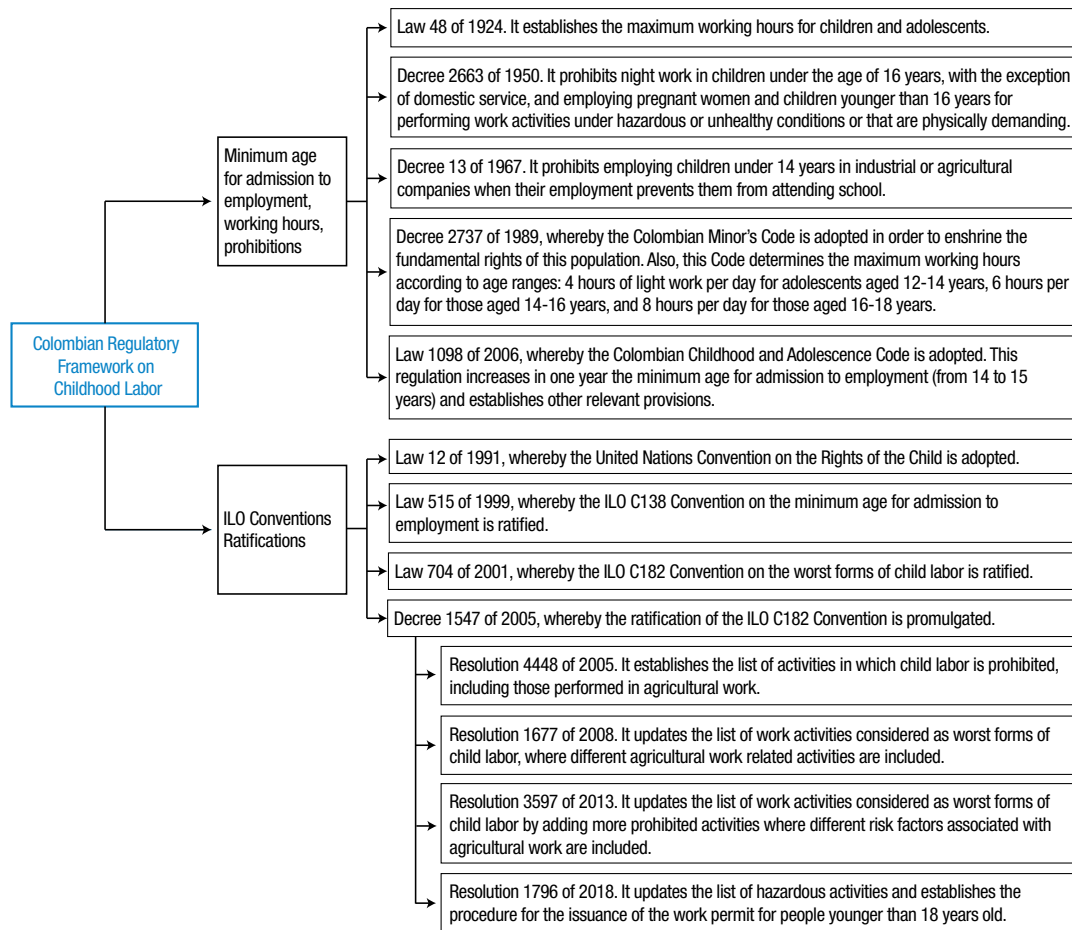 Colombian Regulatory
Framework on
Childhood Labor
Minimum age
for admission to
employment,
working hours,
prohibitions
Law 48 of 1924. It establishes the maximum working hours for children and adolescents.
Decree 2663 of 1950. It prohibits night work in children under the age of 16 years, with the exception
of domestic service, and employing pregnant women and children younger than 16 years for
performing work activities under hazardous or unhealthy conditions or that are physically demanding.
Decree 13 of 1967. It prohibits employing children under 14 years in industrial or agricultural
companies when their employment prevents them from attending school.
Decree 2737 of 1989, whereby the Colombian Minor's Code is adopted in order to enshrine the
fundamental rights of this population. Also, this Code determines the maximum working hours
according to age ranges: 4 hours of light work per day for adolescents aged 12-14 years, 6 hours per
day for those aged 14-16 years, and 8 hours per day for those aged 16-18 years.
Law 1098 of 2006, whereby the Colombian Childhood and Adolescence Code is adopted. This
regulation increases in one year the minimum age for admission to employment (from 14 to 15
years) and establishes other relevant provisions.
ILO Conventions
Ratifications
Law 12 of 1991, whereby the United Nations Convention on the Rights of the Child is adopted.
Law 515 of 1999, whereby the ILO C138 Convention on the minimum age for admission to
employment is ratified.
Law 704 of 2001, whereby the ILO C182 Convention on the worst forms of child labor is ratified.
Decree 1547 of 2005, whereby the ratification of the ILO C182 Convention is promulgated.
Resolution 4448 of 2005. It establishes the list of activities in which child labor is prohibited,
including those performed in agricultural work.
Resolution 1677 of 2008. It updates the list of work activities considered as worst forms of
child labor, where different agricultural work related activities are included.
Resolution 3597 of 2013. It updates the list of work activities considered as worst forms of
child labor by adding more prohibited activities where different risk factors associated with
agricultural work are included.
Resolution 1796 of 2018. It updates the list of hazardous activities and establishes the
procedure for the issuance of the work permit for people younger than 18 years old.